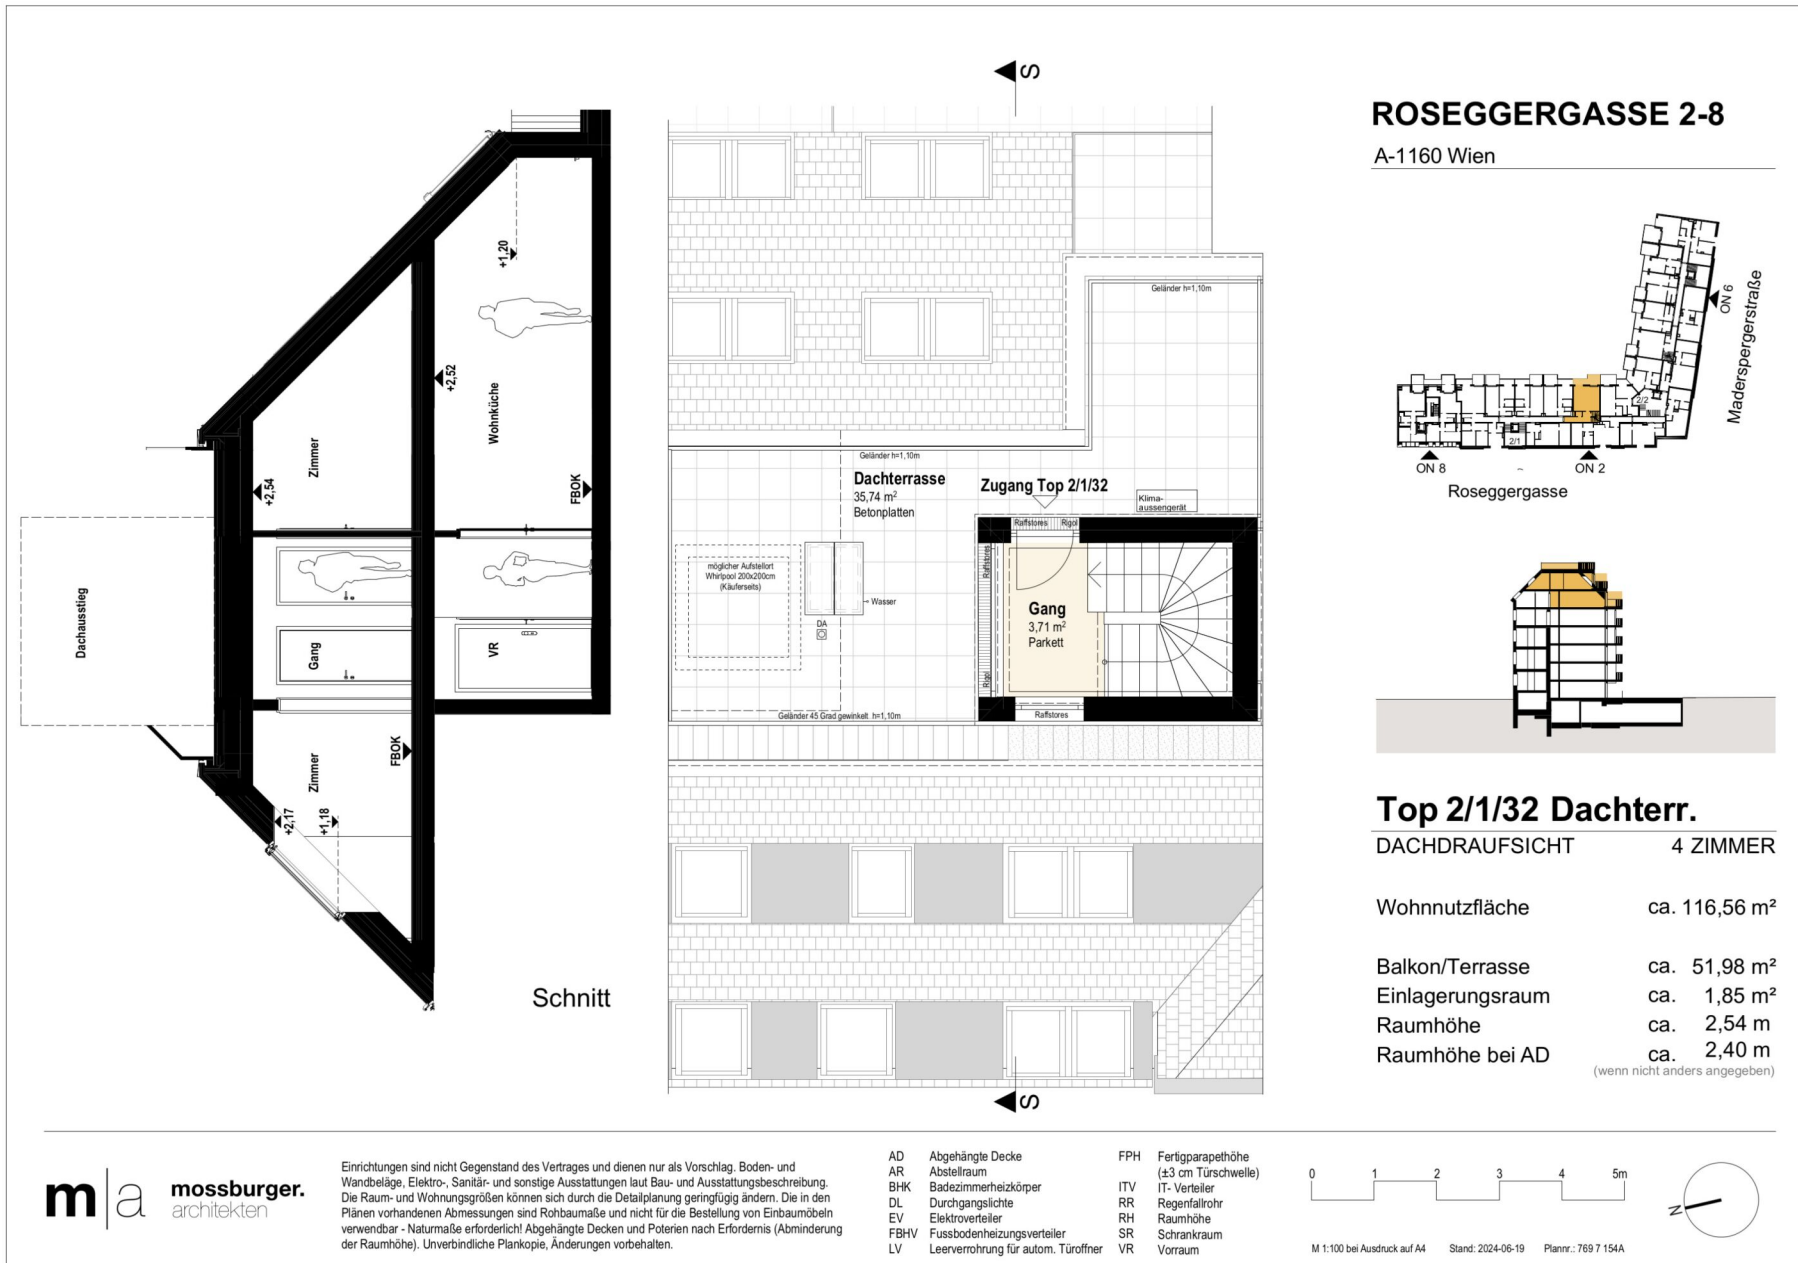 S
ROSEGGERGASSE 2-8
A-1160 Wien
+1,20
+2,52
Wohnküche
Zimmer
+2,54
FBOK
Dachausstieg
Gang
VR
FBOK
Zimmer
+2,17
+1,18
Schnitt
Geländer h=1,10m
Geländer h=1,10m
Dachterrasse
35,74 m²
Betonplatten
Zugang Top 2/1/32
Klima-
aussengerät
Raffstores
Rigol
Raffstores
möglicher Aufstellort
Whirlpool 200x200cm
(Käuferseits)
Wasser
DA
Gang
3,71 m²
Parkett
Rigol
Raffstores
Geländer 45 Grad gewinkelt h=1,10m
S
ON 6
Maderspergerstraße
2/2
2/1
ON 8
ON 2
Roseggergasse
Top 2/1/32 Dachterr.
DACHDRAUFSICHT 4 ZIMMER
Wohnnutzfläche ca. 116,56 m²
Balkon/Terrasse ca. 51,98 m²
Einlagerungsraum ca. 1,85 m²
Raumhöhe ca. 2,54 m
Raumhöhe bei AD ca. 2,40 m
(wenn nicht anders angegeben)
m|a
mossburger.
architekten
Einrichtungen sind nicht Gegenstand des Vertrages und dienen nur als Vorschlag. Boden- und
Wandbeläge, Elektro-, Sanitär- und sonstige Ausstattungen laut Bau- und Ausstattungsbeschreibung.
Die Raum- und Wohnungsgrößen können sich durch die Detailplanung geringfügig ändern. Die in den
Plänen vorhandenen Abmessungen sind Rohbaumaße und nicht für die Bestellung von Einbaumöbeln
verwendbar - Naturmaße erforderlich! Abgehängte Decken und Poterien nach Erfordernis (Abminderung
der Raumhöhe). Unverbindliche Plankopie, Änderungen vorbehalten.
AD Abgehängte Decke
AR Abstellraum
BHK Badezimmerheizkörper
DL Durchgangslichte
EV Elektroverteiler
FBHV Fussbodenheizungsverteiler
LV Leerverrohrung für autom. Türöffner
FPH Fertigparapethöhe
(±3 cm Türschwelle)
ITV IT- Verteiler
RR Regenfallrohr
RH Raumhöhe
SR Schrankraum
VR Vorraum
0 1 2 3 4 5m
M 1:100 bei Ausdruck auf A4 Stand: 2024-06-19 Plannr.: 769 7 154A
N